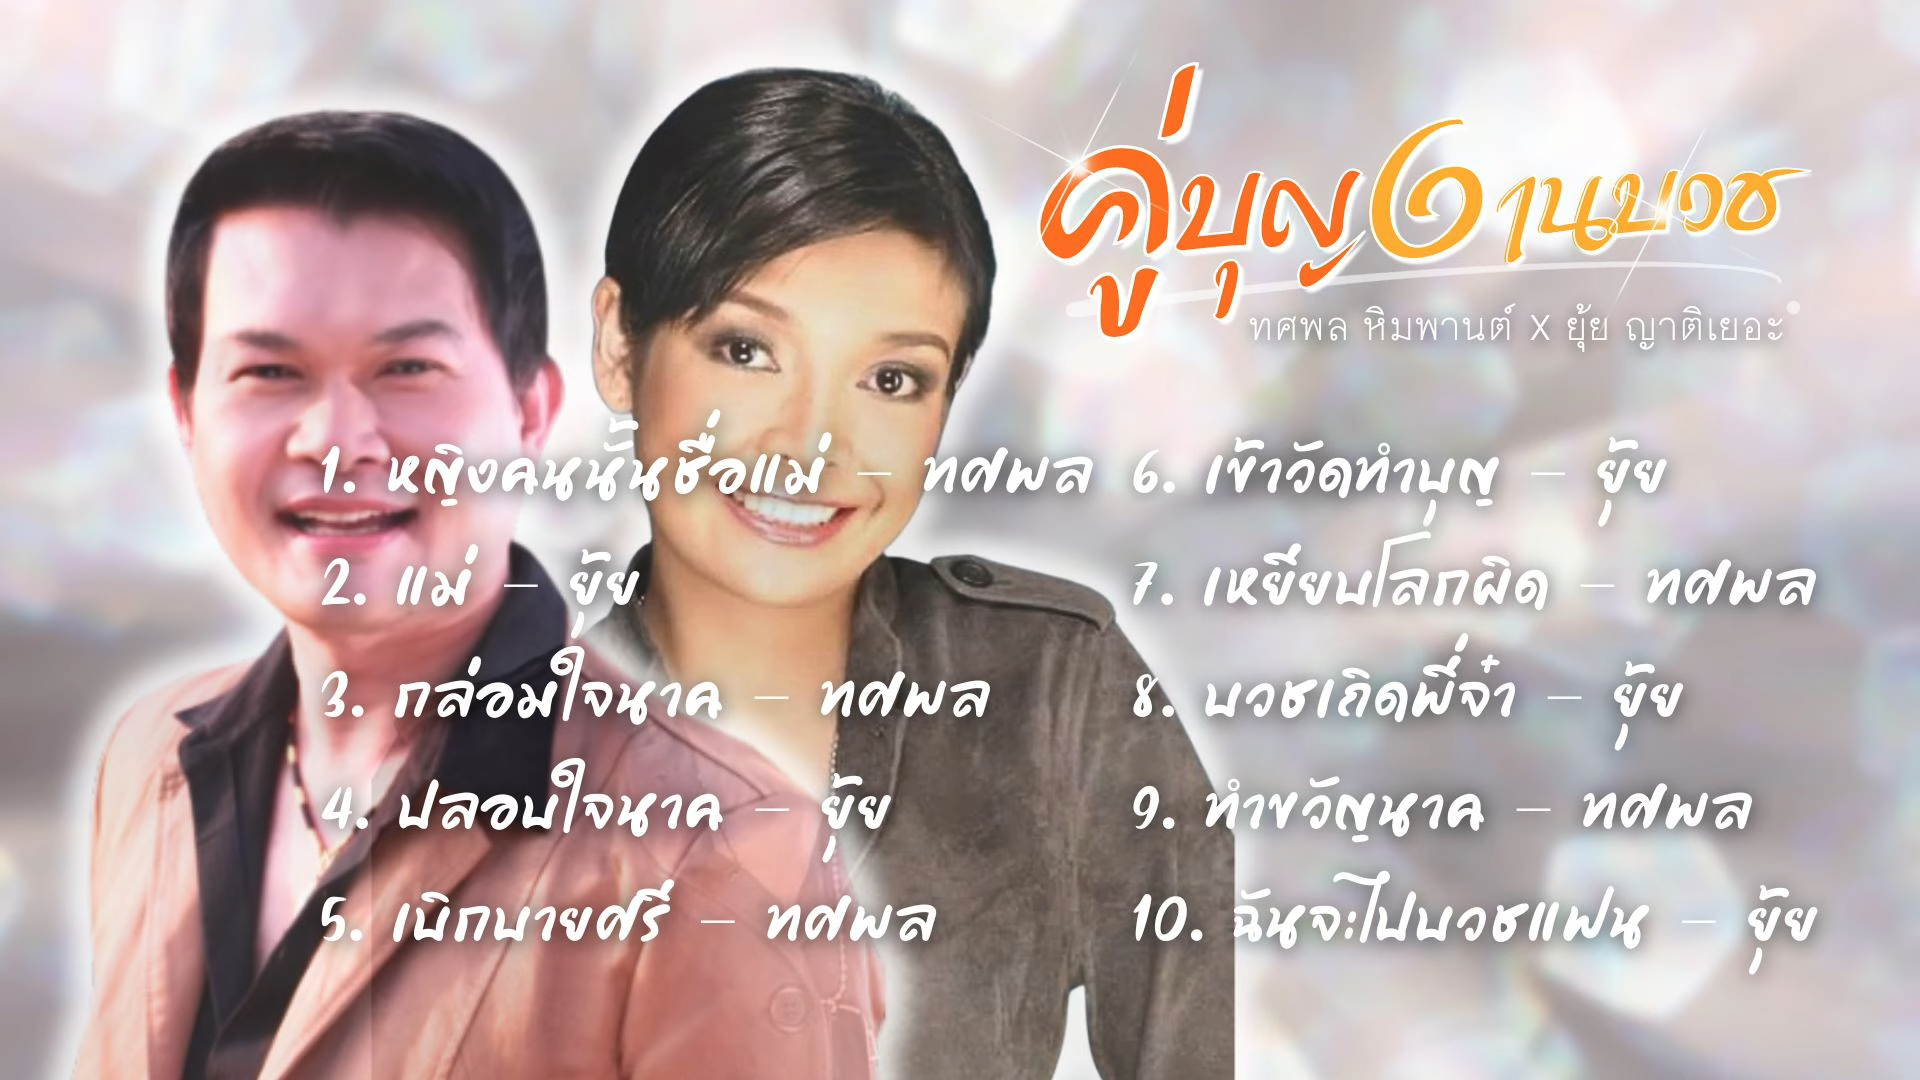 คู่บุญงานบวช
ทศพล หิมพานต์ X ยุ้ย ญาติเยอะ
1. หญิงคนนั้นชื่อแม่ – ทศพล
2. แม่ – ยุ้ย
3. กล่อมใจนาค – ทศพล
4. ปลอบใจนาค – ยุ้ย
5. เบิกบายศรี – ทศพล
6. เข้าวัดทำบุญ – ยุ้ย
7. เหยียบโลกผิด – ทศพล
8. บวชเถิดพี่จ๋า – ยุ้ย
9. ทำขวัญนาค – ทศพล
10. ฉันจะไปบวชแฟน – ยุ้ย